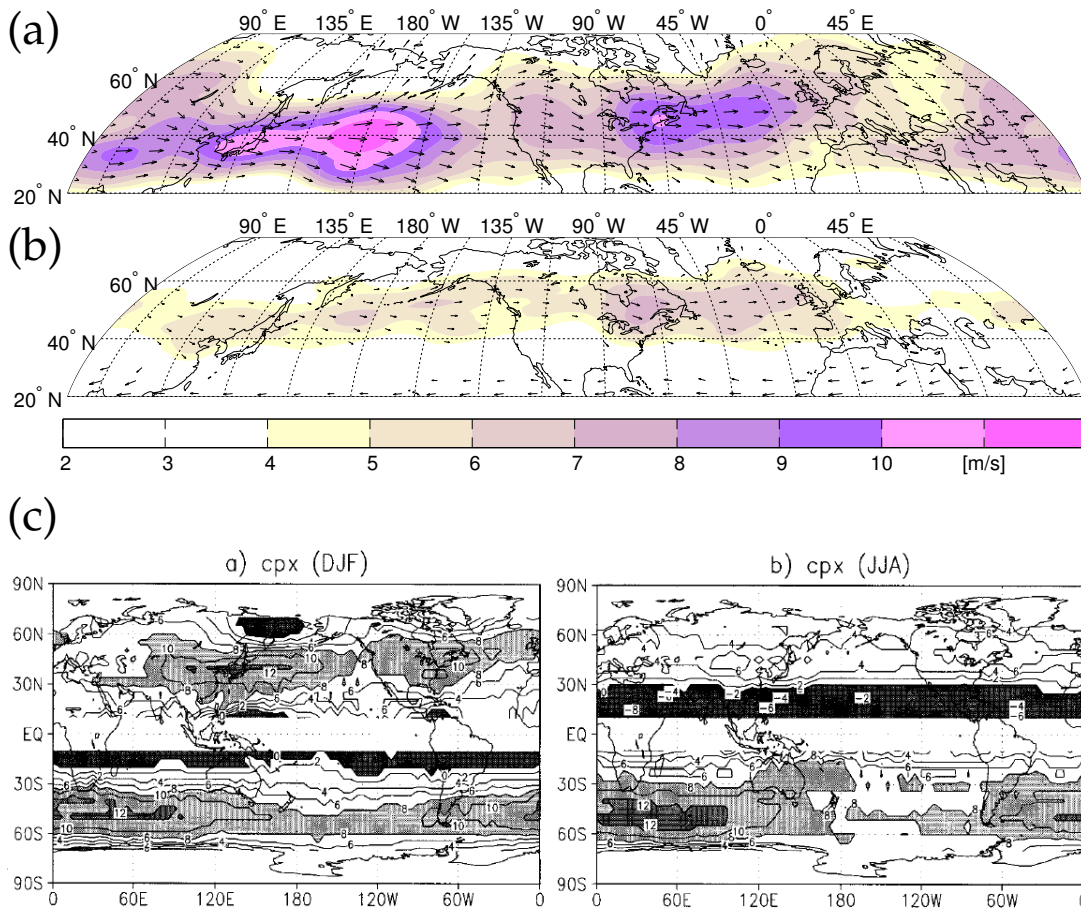 (a)
90° E 135° E 180° W 135° W 90° W 45° W 0° 45° E
60° N
40° N
20° N
(b)
90° E 135° E 180° W 135° W 90° W 45° W 0° 45° E
60° N
40° N
20° N
2 3 4 5 6 7 8 9 10 [m/s]
(c)
a) cpx (DJF)
90N
60N
30N
EQ
30S
60S
90S
0 60E 120E 180 120W 60W 0
b) cpx (JJA)
90N
60N
30N
EQ
30S
60S
90S
0 60E 120E 180 120W 60W 0